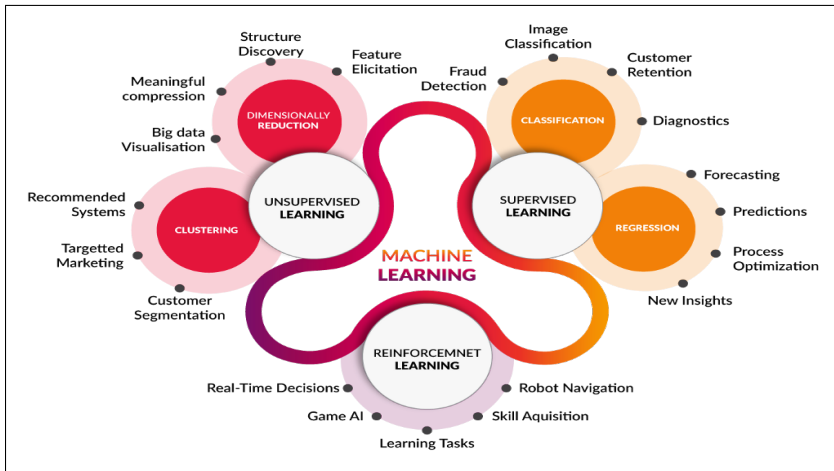 Structure
Discovery
Feature
Elicitation
Meaningful
compression
Big data
Visualisation
DIMENSIONALLY
REDUCTION
UNSUPERVISED
LEARNING
Recommended
Systems
CLUSTERING
Targetted
Marketing
Customer
Segmentation
Image
Classification
Customer
Retention
Fraud
Detection
CLASSIFICATION
Diagnostics
SUPERVISED
LEARNING
Forecasting
Predictions
REGRESSION
Process
Optimization
New Insights
MACHINE
LEARNING
REINFORCEMNET
LEARNING
Real-Time Decisions
Robot Navigation
Game AI
Skill Aquisition
Learning Tasks